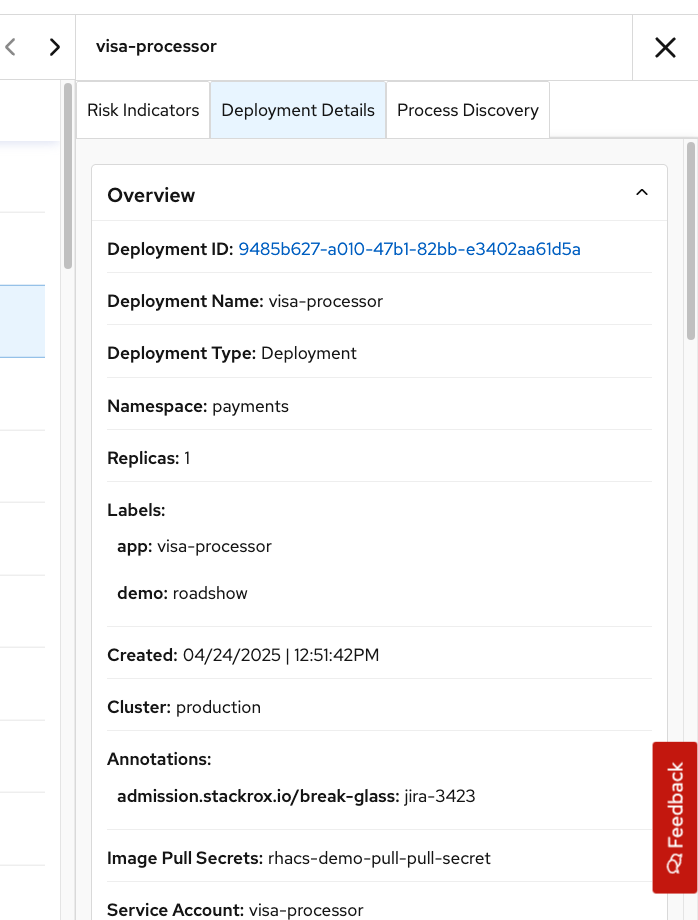 visa-processor
Risk Indicators
Deployment Details
Process Discovery
Overview
Deployment ID: 9485b627-a010-47b1-82bb-e3402aa61d5a
Deployment Name: visa-processor
Deployment Type: Deployment
Namespace: payments
Replicas: 1
Labels:
app: visa-processor
demo: roadshow
Created: 04/24/2025 | 12:51:42PM
Cluster: production
Annotations:
admission.stackrox.io/break-glass: jira-3423
Image Pull Secrets: rhacs-demo-pull-pull-secret
Service Account: visa-processor
Feedback